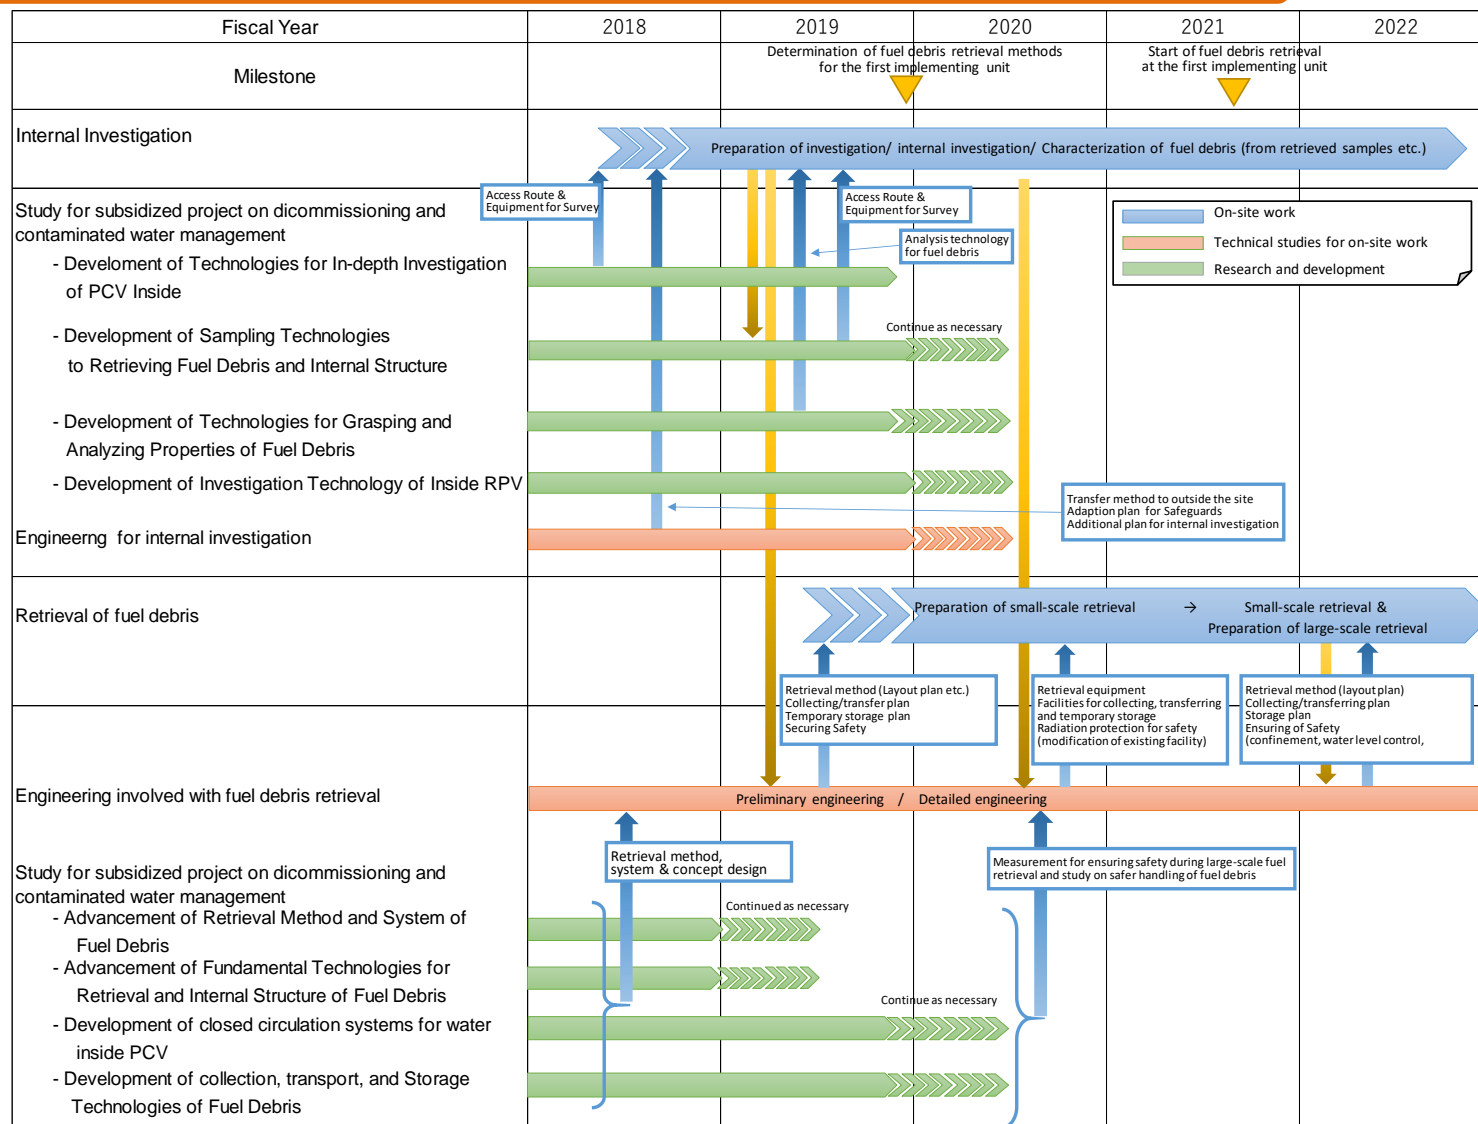 Fiscal Year
2018
2019
2020
2021
2022
Milestone
Determination of fuel debris retrieval methods
for the first implementing unit
Start of fuel debris retrieval
at the first implementing unit
Internal Investigation
Preparation of investigation/ internal investigation/ Characterization of fuel debris (from retrieved samples etc.)
Access Route &
Equipment for Survey
Access Route &
Equipment for Survey
Analysis technology
for fuel debris
On-site work
Technical studies for on-site work
Research and development
Study for subsidized project on dicommissioning and
contaminated water management
- Develoment of Technologies for In-depth Investigation
of PCV Inside
- Development of Sampling Technologies
to Retrieving Fuel Debris and Internal Structure
Continue as necessary
- Development of Technologies for Grasping and
Analyzing Properties of Fuel Debris
- Development of Investigation Technology of Inside RPV
Transfer method to outside the site
Adaption plan for Safeguards
Additional plan for internal investigation
Engineerng for internal investigation
Retrieval of fuel debris
Preparation of small-scale retrieval → Small-scale retrieval &
Preparation of large-scale retrieval
Retrieval method (Layout plan etc.)
Collecting/transfer plan
Temporary storage plan
Securing Safety
Retrieval equipment
Facilities for collecting, transferring
and temporary storage
Radiation protection for safety
(modification of existing facility)
Retrieval method (layout plan)
Collecting/transferring plan
Storage plan
Ensuring of Safety
(confinement, water level control,
Engineering involved with fuel debris retrieval
Preliminary engineering / Detailed engineering
Retrieval method,
system & concept design
Measurement for ensuring safety during large-scale fuel
retrieval and study on safer handling of fuel debris
Study for subsidized project on dicommissioning and
contaminated water management
- Advancement of Retrieval Method and System of
Fuel Debris
Continued as necessary
- Advancement of Fundamental Technologies for
Retrieval and Internal Structure of Fuel Debris
Continue as necessary
- Development of closed circulation systems for water
inside PCV
- Development of collection, transport, and Storage
Technologies of Fuel Debris